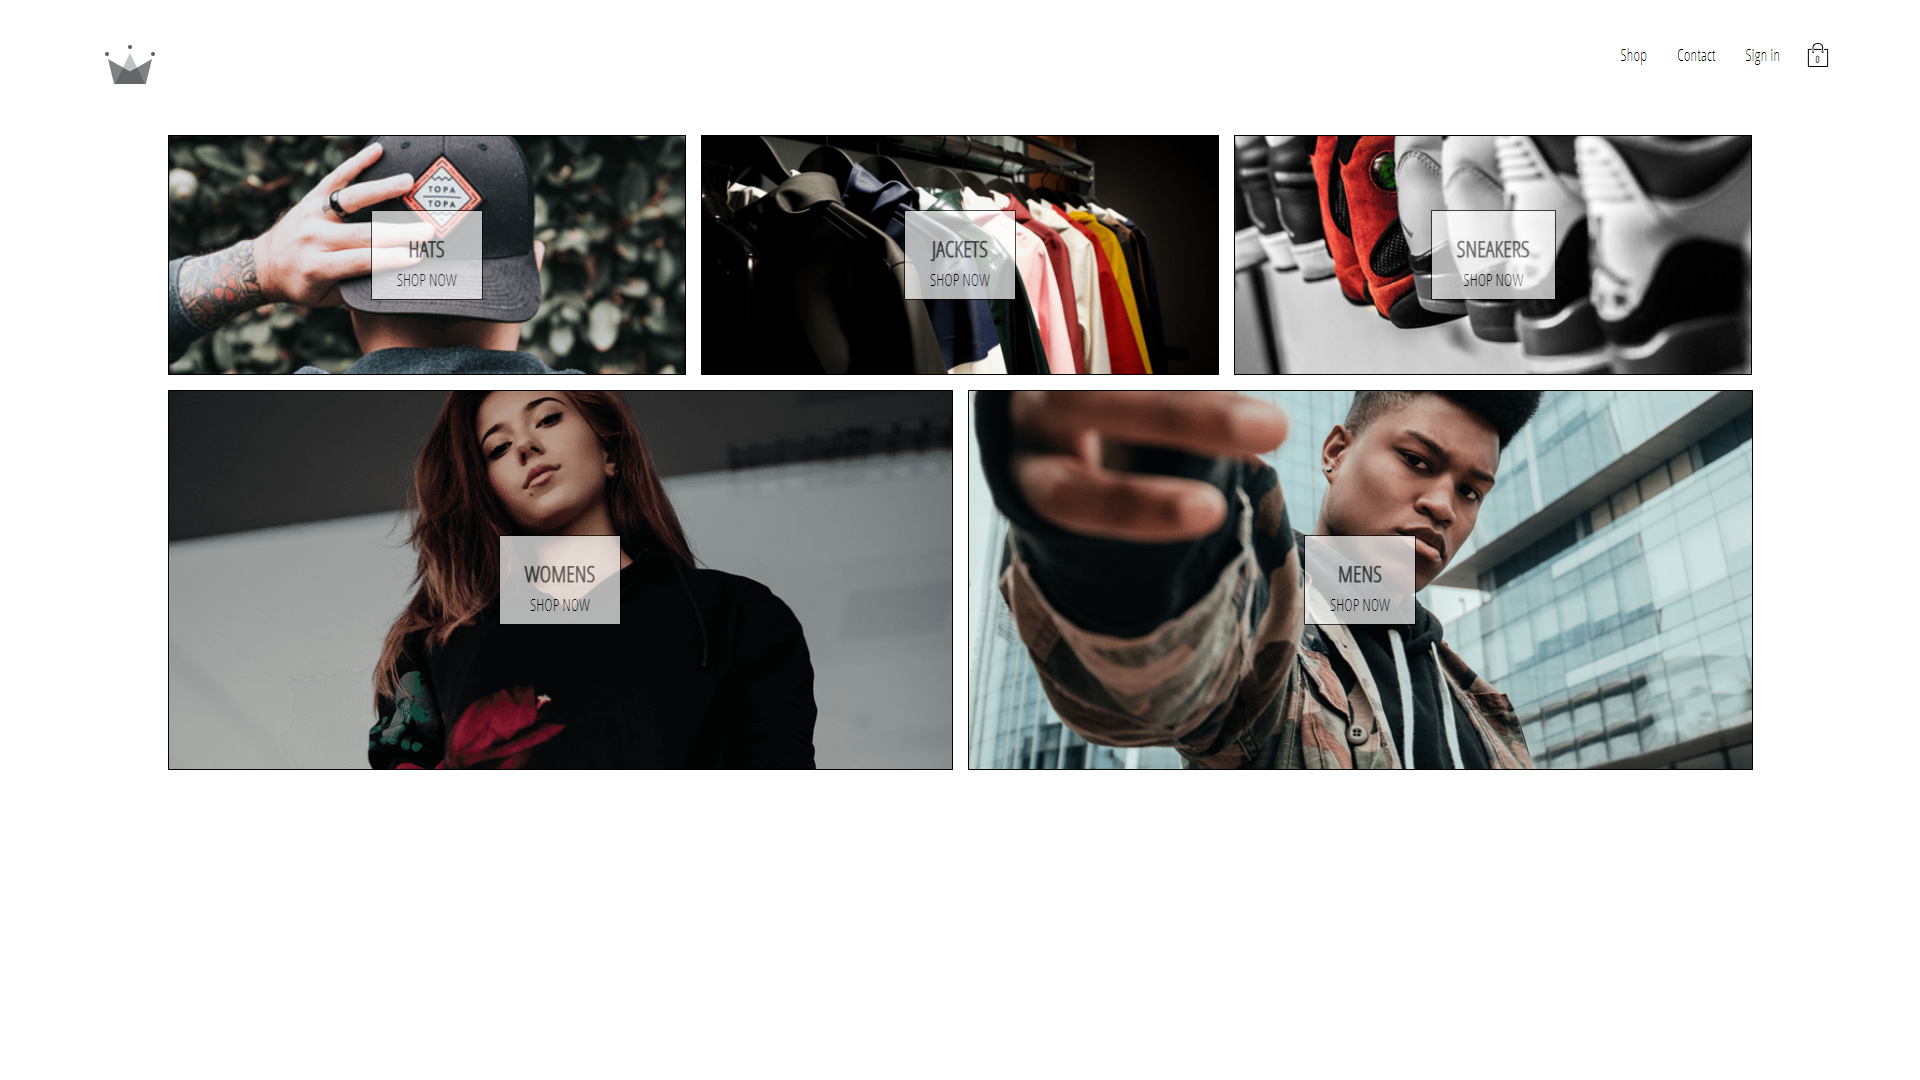 Shop Contact Sign in
0
TOPA
TOPA
HATS
SHOP NOW
JACKETS
SHOP NOW
SNEAKERS
SHOP NOW
WOMENS
SHOP NOW
MENS
SHOP NOW